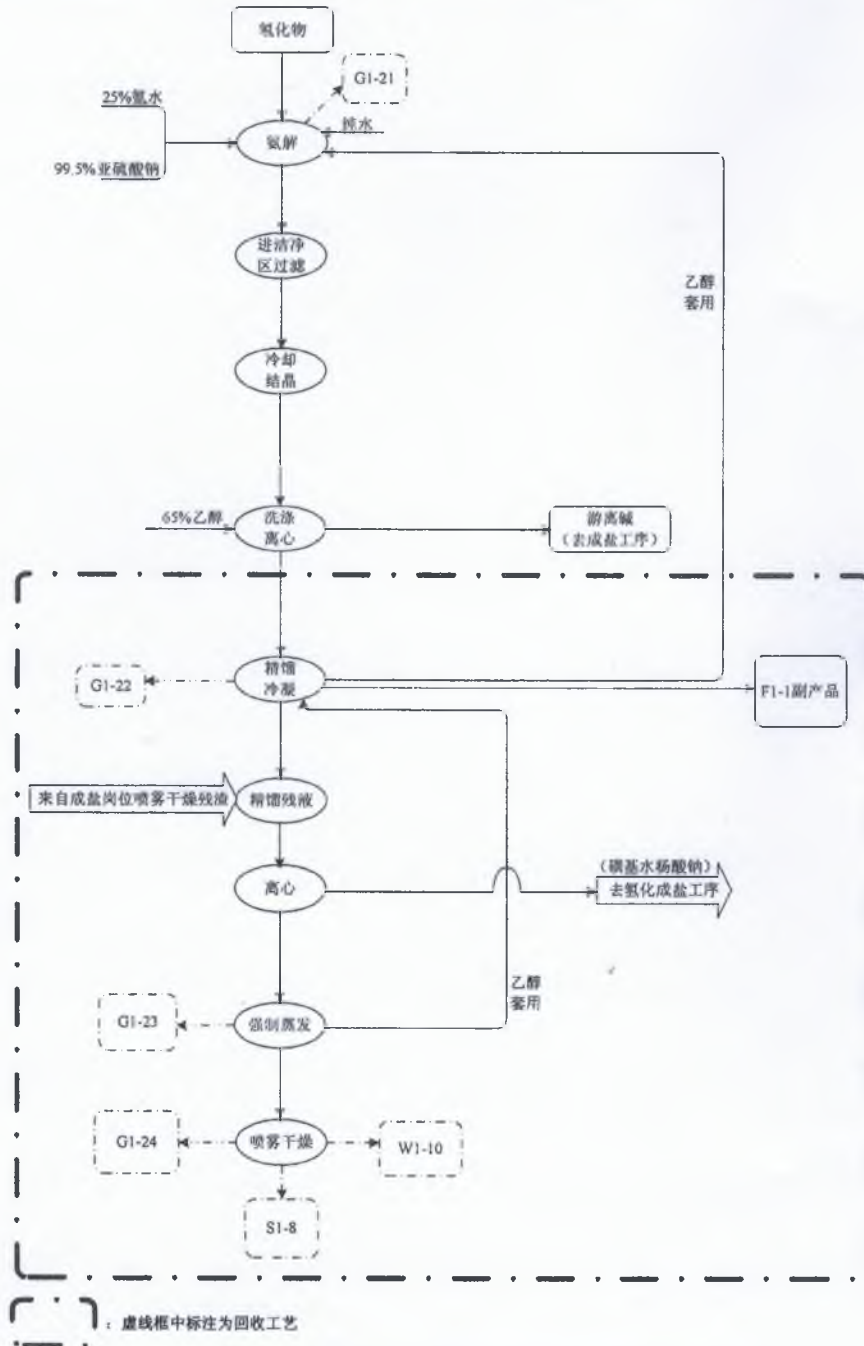 氢化物
G1-21
25%氨水
纯水
氨解
99.5%亚硫酸钠
进洁净
区过滤
乙醇
套用
冷却
结晶
65%乙醇
洗涤
离心
游离碱
（去成盐工序）
精馏
冷凝
G1-22
F1-1副产品
来自成盐岗位喷雾干燥残渣
精馏残液
离心
（磺基水杨酸钠）
去氢化成盐工序
乙醇
套用
G1-23
强制蒸发
G1-24
喷雾干燥
W1-10
S1-8
：虚线框中标注为回收工艺